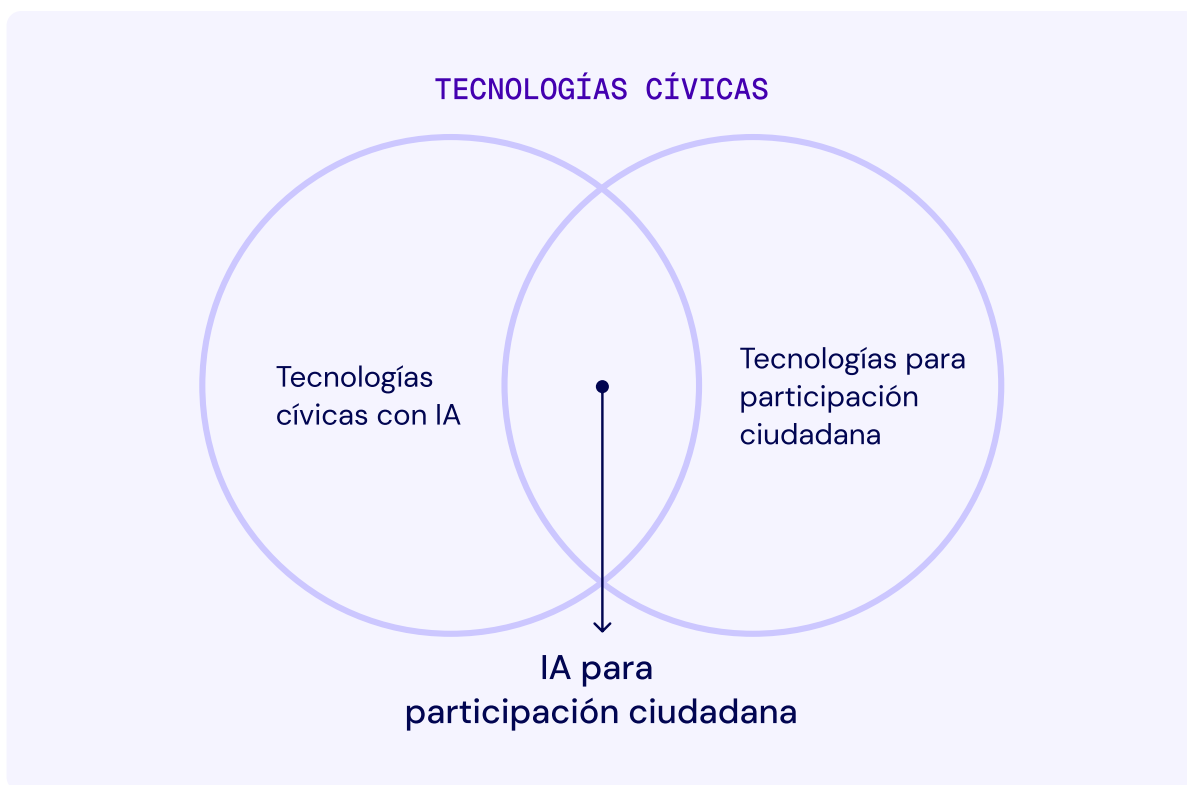 TECNOLOGÍAS CÍVICAS
Tecnologías
cívicas con IA
Tecnologías para
participación
ciudadana
IA para
participación ciudadana